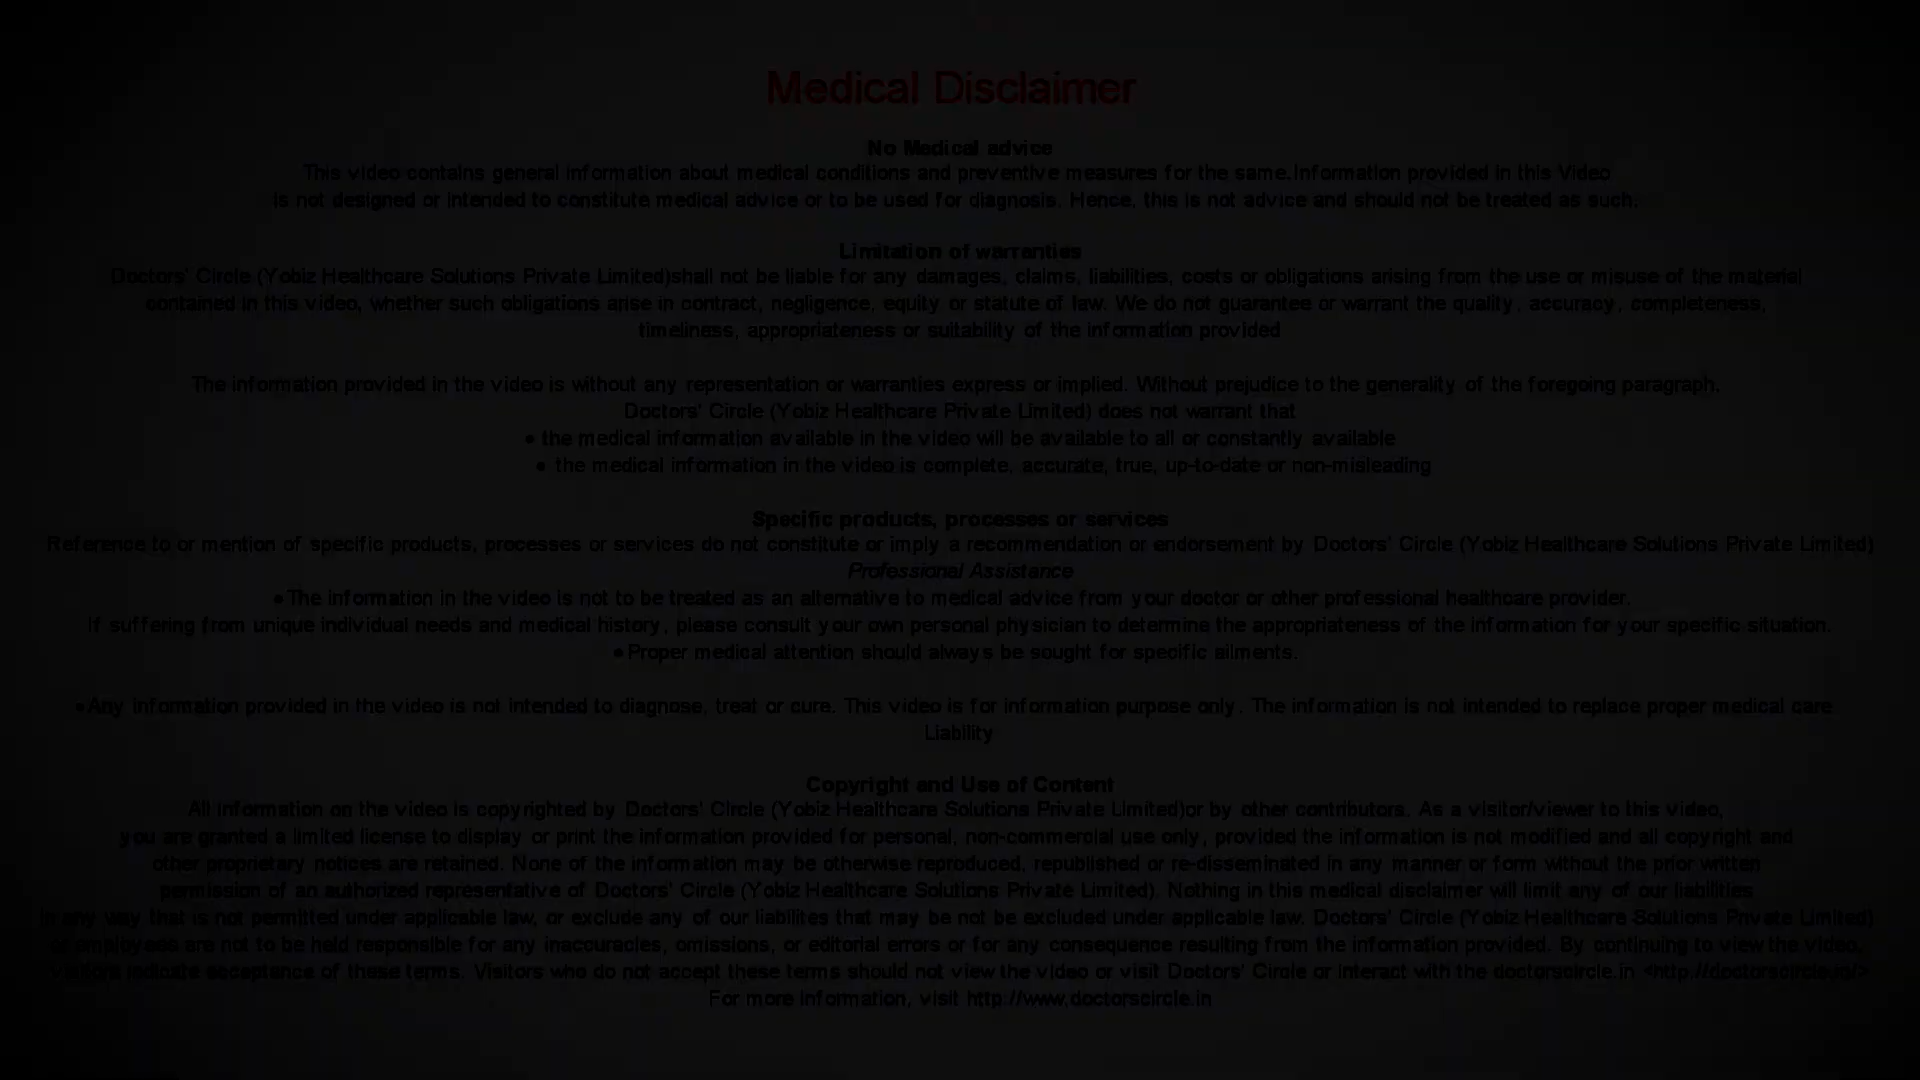 Medical Disclaimer
No Medical advice
This video contains general information about medical conditions and preventive measures for the same.Information provided in this Video
is not designed or intended to constitute medical advice or to be used for diagnosis. Hence, this is not advice and should not be treated as such.
Limitation of warranties
Doctors' Circle (Yobiz Healthcare Solutions Private Limited)shall not be liable for any damages, claims, liabilities, costs or obligations arising from the use or misuse of the material
contained in this video, whether such obligations arise in contract, negligence, equity or statute of law. We do not guarantee or warrant the quality, accuracy, completeness,
timeliness, appropriateness or suitability of the information provided
The information provided in the video is without any representation or warranties express or implied. Without prejudice to the generality of the foregoing paragraph,
Doctors' Circle (Yobiz Healthcare Private Limited) does not warrant that
• the medical information available in the video will be available to all or constantly available
• the medical information in the video is complete, accurate, true, up-to-date or non-misleading
Specific products, processes or services
Reference to or mention of specific products, processes or services do not constitute or imply a recommendation or endorsement by Doctors' Circle (Yobiz Healthcare Solutions Private Limited)
Professional Assistance
•The information in the video is not to be treated as an alternative to medical advice from your doctor or other professional healthcare provider.
If suffering from unique individual needs and medical history, please consult your own personal physician to determine the appropriateness of the information for your specific situation.
•Proper medical attention should always be sought for specific ailments.
•Any information provided in the video is not intended to diagnose, treat or cure. This video is for information purpose only. The information is not intended to replace proper medical care
Liability
Copyright and Use of Content
All information on the video is copyrighted by Doctors' Circle (Yobiz Healthcare Solutions Private Limited)or by other contributors. As a visitor/viewer to this video,
you are granted a limited license to display or print the information provided for personal, non-commercial use only, provided the information is not modified and all copyright and
other proprietary notices are retained. None of the information may be otherwise reproduced, republished or re-disseminated in any manner or form without the prior written
permission of an authorized representative of Doctors' Circle (Yobiz Healthcare Solutions Private Limited). Nothing in this medical disclaimer will limit any of our liabilities
in any way that is not permitted under applicable law, or exclude any of our liabilites that may be not be excluded under applicable law. Doctors' Circle (Yobiz Healthcare Solutions Private Limited)
or employees are not to be held responsible for any inaccuracies, omissions, or editorial errors or for any consequence resulting from the information provided. By continuing to view the video,
visitors indicate acceptance of these terms. Visitors who do not accept these terms should not view the video or visit Doctors' Circle or interact with the doctorscircle.in <http://doctorscircle.in/>
For more information, visit http://www.doctorscircle.in